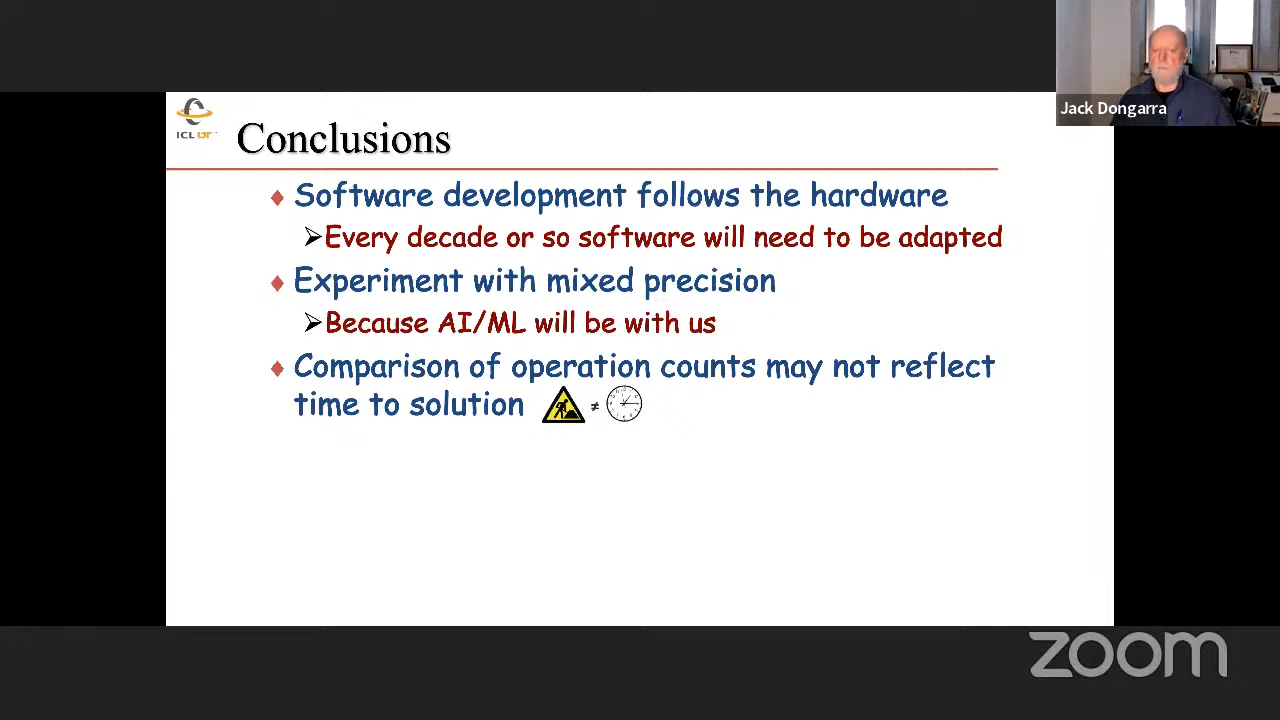 Jack Dongarra
ICL UT
Conclusions
♦ Software development follows the hardware
➢Every decade or so software will need to be adapted
♦ Experiment with mixed precision
➢Because AI/ML will be with us
♦ Comparison of operation counts may not reflect
time to solution ≠
zoom